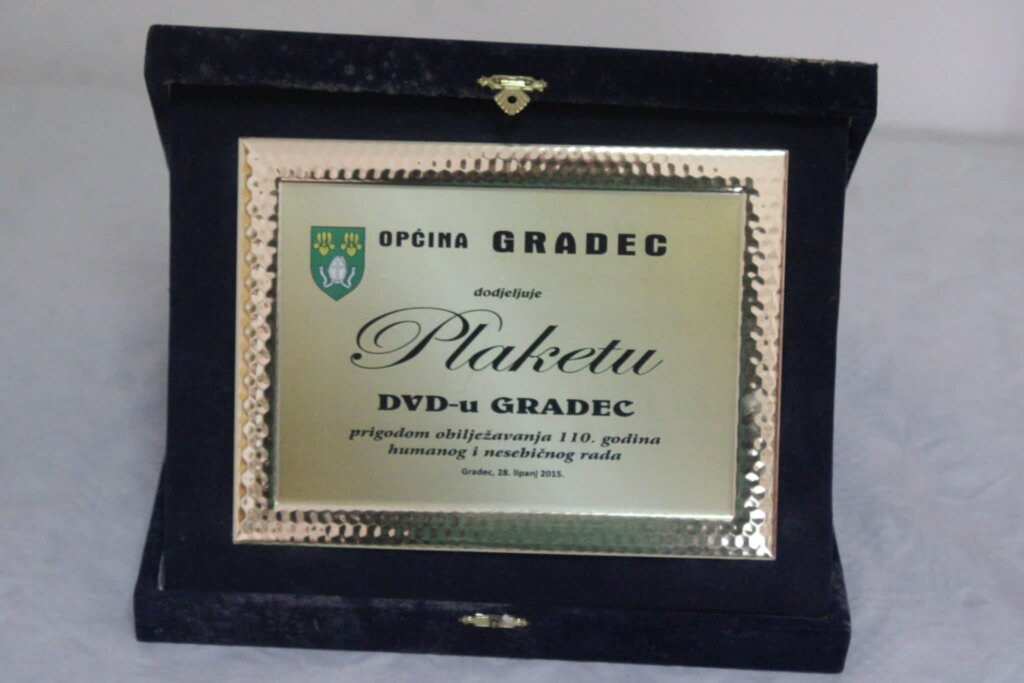 OPĆINA GRADEC
dodjeljuje
Plaketu
DVD-u GRADEC
prigodom obilježavanja 110. godina
humanog i nesebičnog rada
Gradec, 28. lipanj 2015.